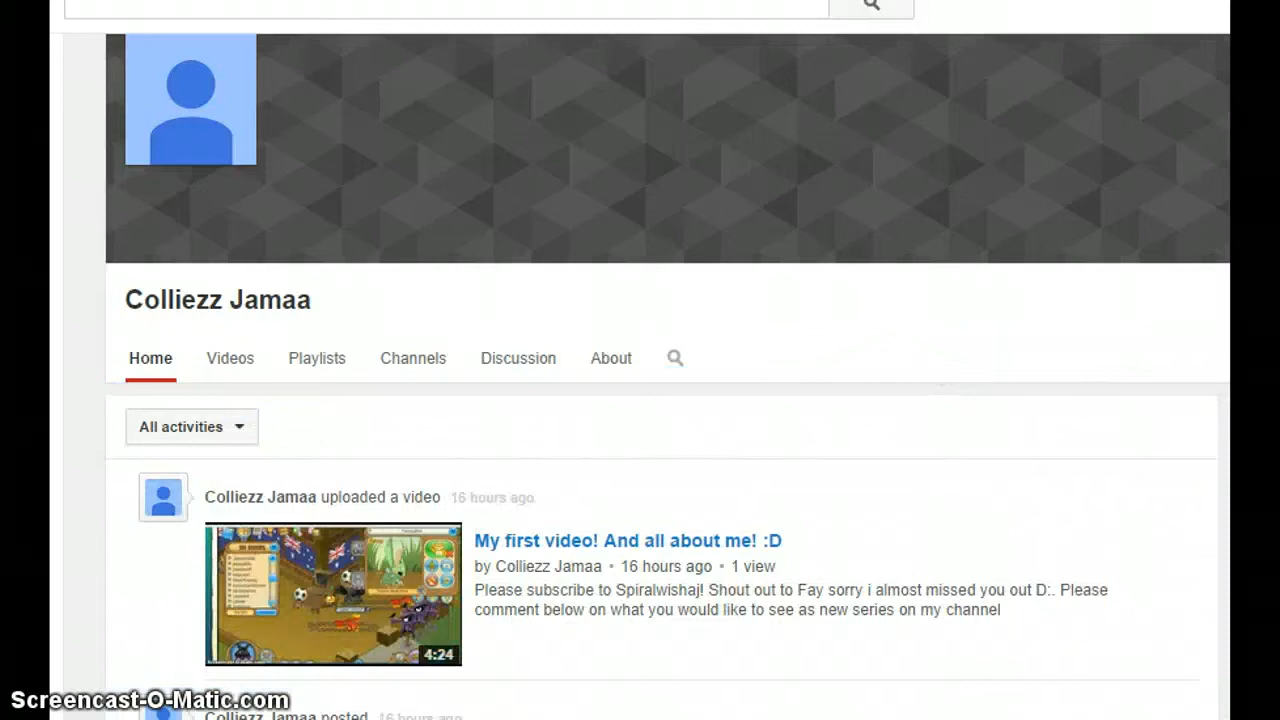 Colliezz Jamaa
Home Videos Playlists Channels Discussion About
All activities
Colliezz Jamaa uploaded a video 16 hours ago
My first video! And all about me! :D
by Colliezz Jamaa • 16 hours ago • 1 view
Please subscribe to Spiralwishaj! Shout out to Fay sorry i almost missed you out D:. Please
comment below on what you would like to see as new series on my channel
4:24
Colliezz Jamaa posted 16 hours ago
Screencast-O-Matic.com